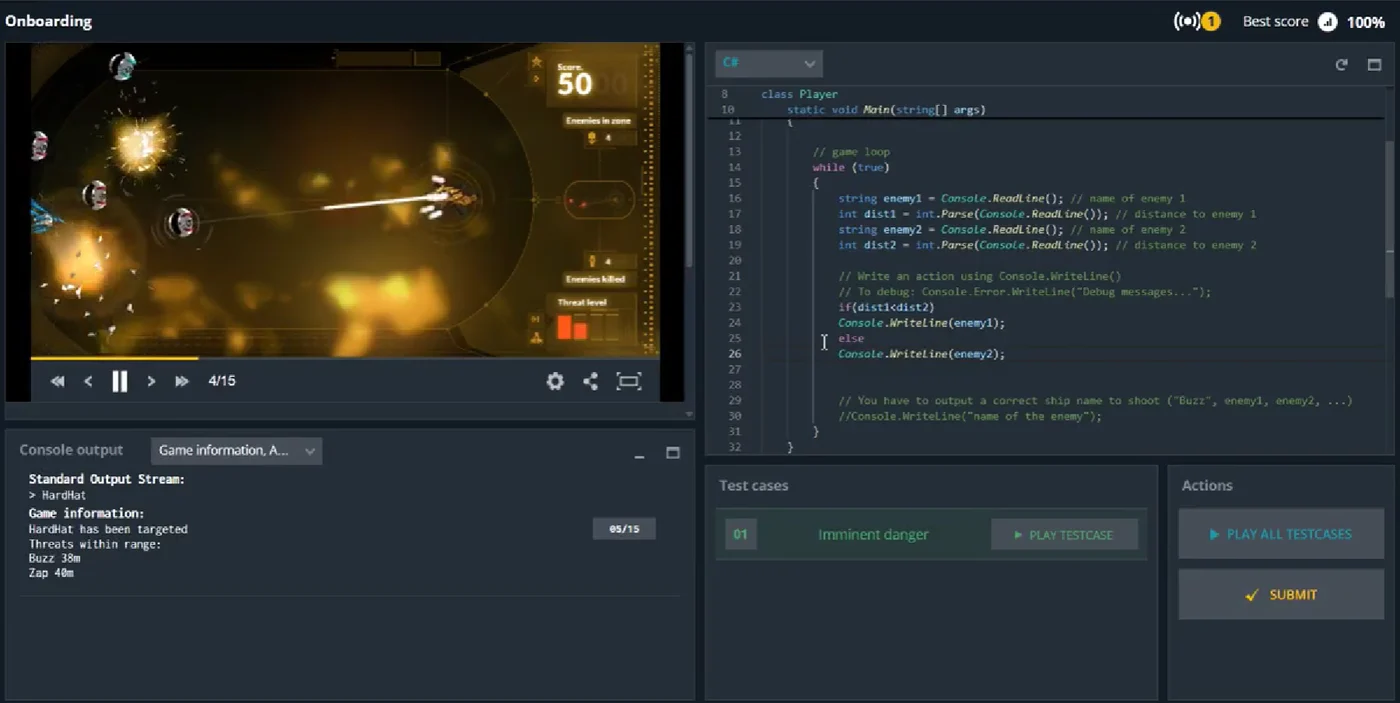 Onboarding
1
Best score 100%
Score.
50
Enemies in zone
4
4
Enemies killed
Threat level
4/15
C#
8 class Player
10 static void Main(string[] args)
11 {
12
13 // game loop
14 while (true)
15 {
16 string enemy1 = Console.ReadLine(); // name of enemy 1
17 int dist1 = int.Parse(Console.ReadLine()); // distance to enemy 1
18 string enemy2 = Console.ReadLine(); // name of enemy 2
19 int dist2 = int.Parse(Console.ReadLine()); // distance to enemy 2
20
21 // Write an action using Console.WriteLine()
22 // To debug: Console.Error.WriteLine("Debug messages...");
23 if(dist1<dist2)
24 Console.WriteLine(enemy1);
25 else
26 Console.WriteLine(enemy2);
27
28
29 // You have to output a correct ship name to shoot ("Buzz", enemy1, enemy2, ...)
30 //Console.WriteLine("name of the enemy");
31 }
32 }
Console output
Game information, A...
Standard Output Stream:
> HardHat
Game information:
HardHat has been targeted
Threats within range:
Buzz 38m
Zap 40m
05/15
Test cases
01 Imminent danger PLAY TESTCASE
Actions
PLAY ALL TESTCASES
SUBMIT